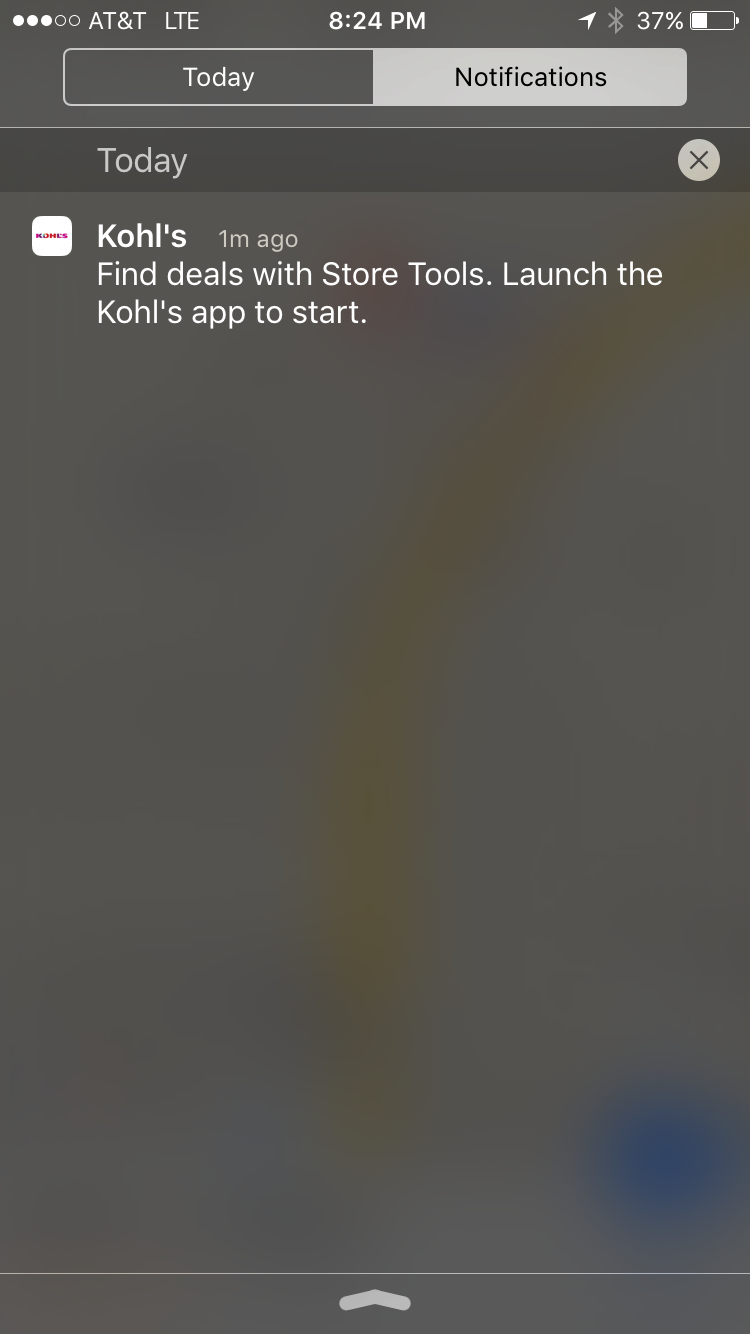 AT&T LTE 8:24 PM 37%
Today Notifications
Today
KOHL'S Kohl's 1m ago
Find deals with Store Tools. Launch the
Kohl's app to start.